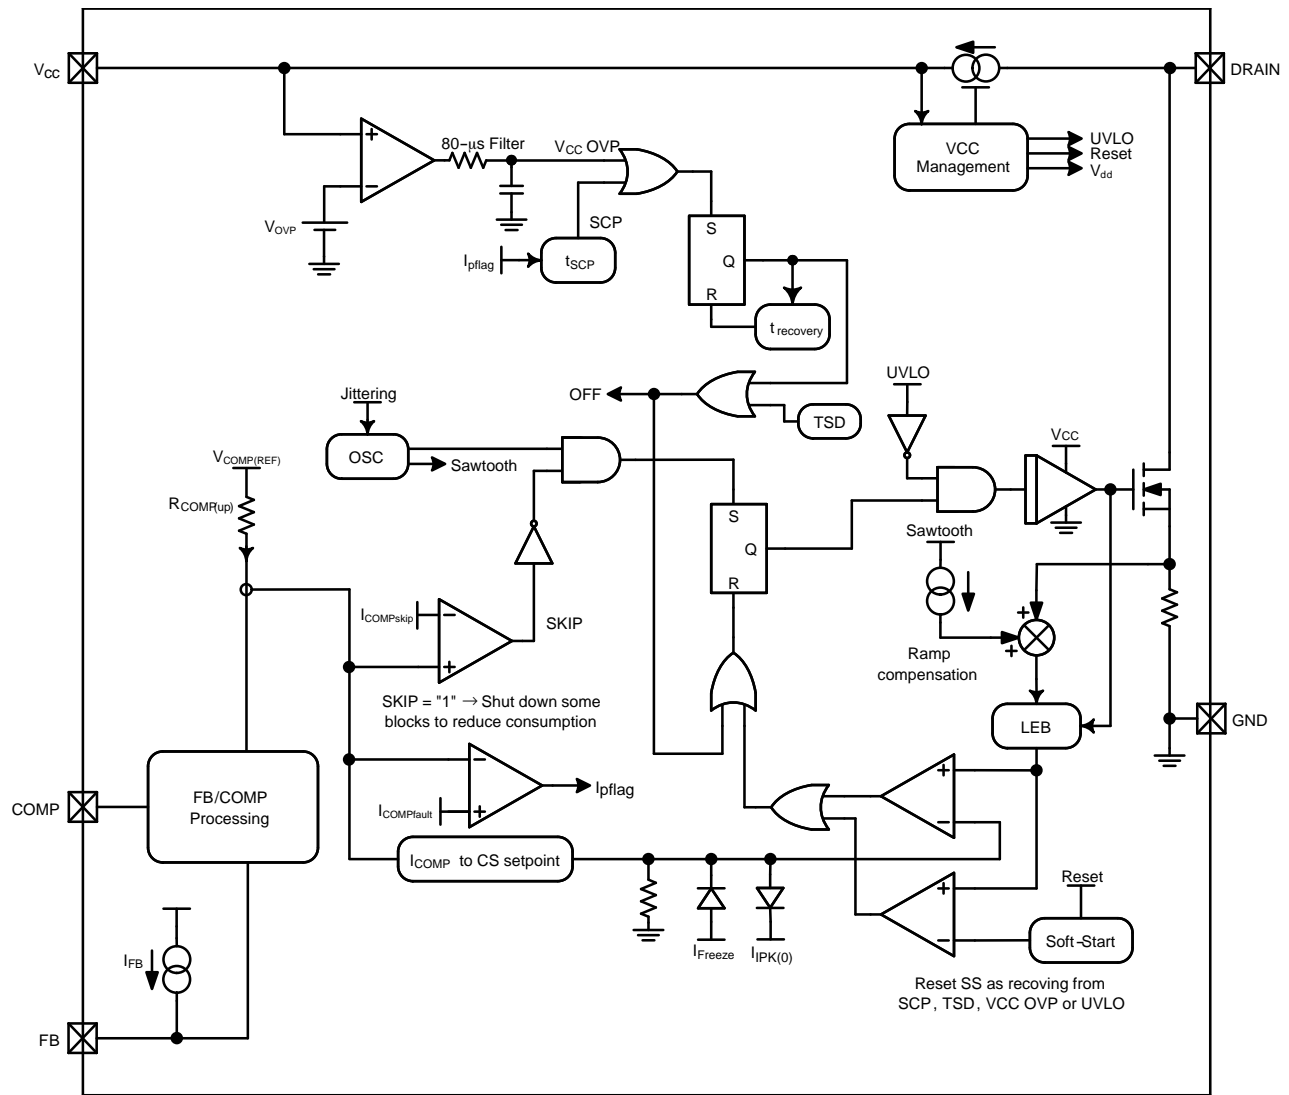 VCC
DRAIN
80-μs Filter
VCC OVP
VCC
Management
UVLO
Reset
Vdd
+
−
VOVP
SCP
Ipflag
tSCP
S
Q
R
trecovery
OFF
TSD
UVLO
Jittering
OSC
Sawtooth
VCOMP(REF)
RCOMP(up)
VCC
S
Q
R
Sawtooth
ICOMPskip
−
+
SKIP
+
+
Ramp
compensation
SKIP = "1" → Shut down some
blocks to reduce consumption
LEB
GND
COMP
FB/COMP
Processing
−
+
Ipflag
ICOMPfault
+
−
ICOMP to CS setpoint
+
−
Reset
Soft-Start
IFreeze
IIPK(0)
IFB
Reset SS as recoving from
SCP, TSD, VCC OVP or UVLO
FB